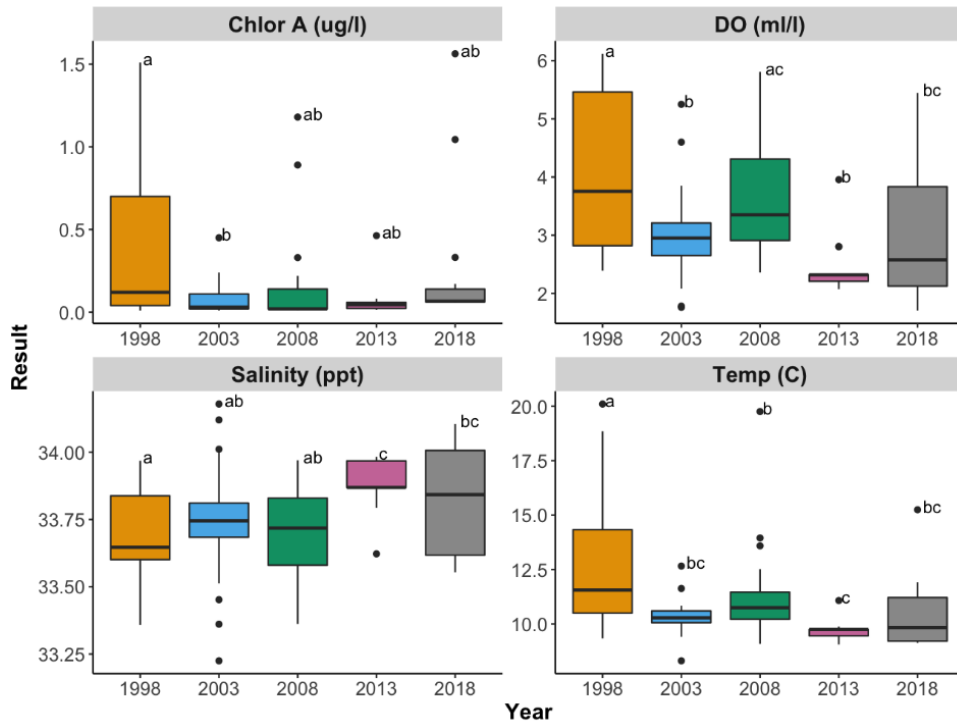 Chlor A (ug/l)
DO (ml/l)
1.5
1.0
0.5
0.0
a
b
ab
ab
ab
1998 2003 2008 2013 2018
6
5
4
3
2
a
b
ac
b
bc
1998 2003 2008 2013 2018
Result
Salinity (ppt)
Temp (C)
34.00
33.75
33.50
33.25
a
ab
ab
c
bc
1998 2003 2008 2013 2018
20.0
17.5
15.0
12.5
10.0
a
bc
b
c
bc
1998 2003 2008 2013 2018
Year